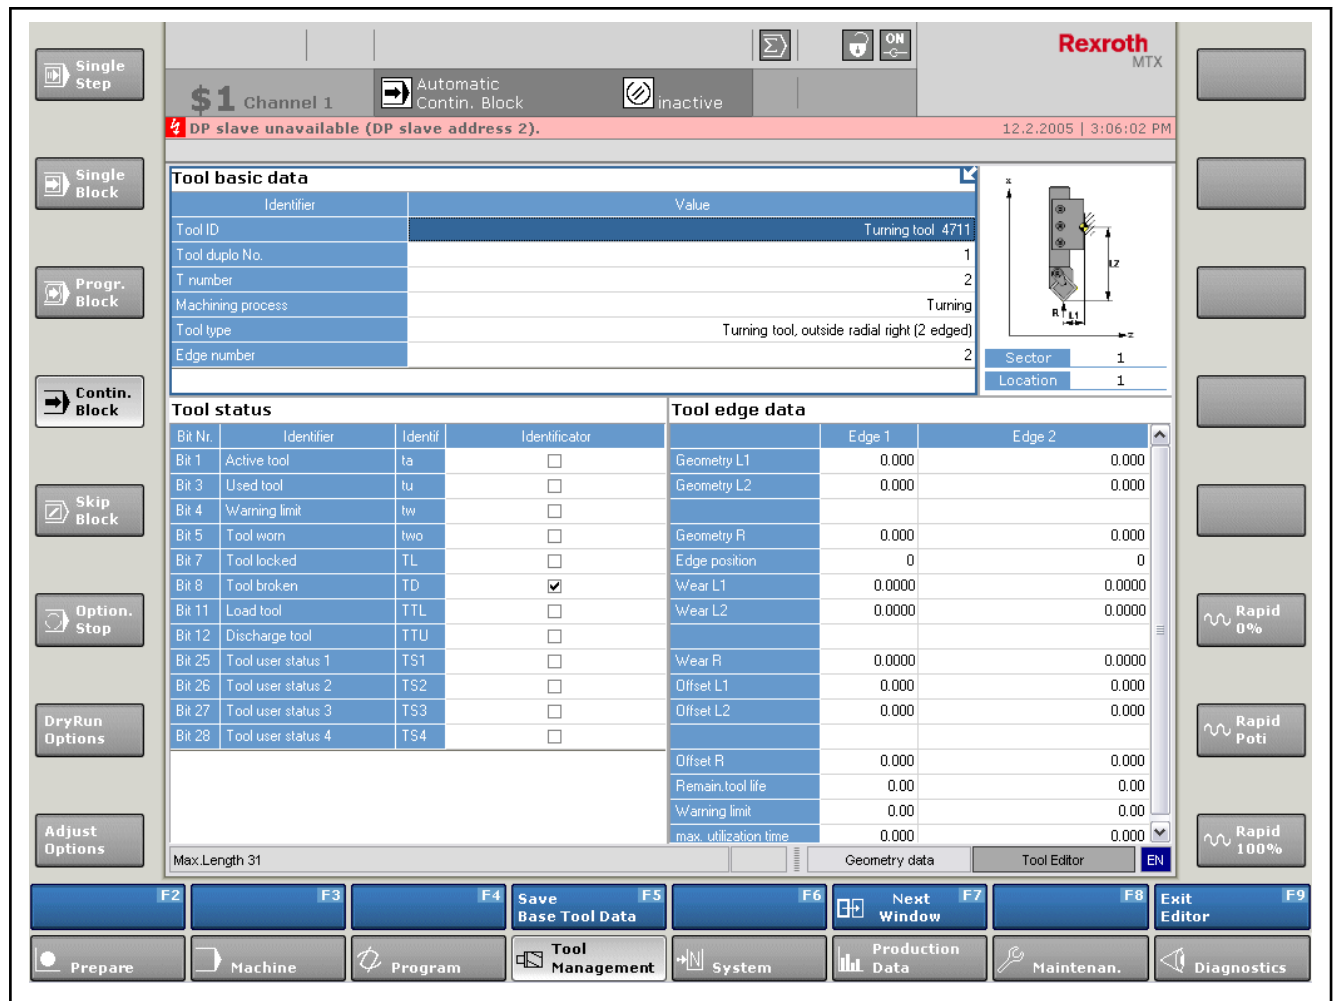 Single
Step
Rexroth
MTX
ON
$1 Channel 1
Automatic
Contin. Block
inactive
DP slave unavailable (DP slave address 2).
12.2.2005 | 3:06:02 PM
Single
Block
Progr.
Block
Contin.
Block
Skip
Block
Option.
Stop
DryRun
Options
Adjust
Options
Tool basic data
Identifier Value
Tool ID Turning tool 4711
Tool duplo No. 1
T number 2
Machining process Turning
Tool type Turning tool, outside radial right (2 edged)
Edge number 2
x
L2
R L1
z
Sector 1
Location 1
Tool status
Bit Nr. Identifier Identif Identificator
Bit 1 Active tool ta
Bit 3 Used tool tu
Bit 4 Warning limit tw
Bit 5 Tool worn two
Bit 7 Tool locked TL
Bit 8 Tool broken TD
Bit 11 Load tool TTL
Bit 12 Discharge tool TTU
Bit 25 Tool user status 1 TS1
Bit 26 Tool user status 2 TS2
Bit 27 Tool user status 3 TS3
Bit 28 Tool user status 4 TS4
Tool edge data
Edge 1 Edge 2
Geometry L1 0.000 0.000
Geometry L2 0.000 0.000
Geometry R 0.000 0.000
Edge position 0 0
Wear L1 0.0000 0.0000
Wear L2 0.0000 0.0000
Wear R 0.0000 0.0000
Offset L1 0.000 0.000
Offset L2 0.000 0.000
Offset R 0.000 0.000
Remain.tool life 0.00 0.00
Warning limit 0.00 0.00
max. utilization time 0.000 0.000
Rapid
0%
Rapid
Poti
Rapid
100%
Max.Length 31
Geometry data
Tool Editor
EN
F2
F3
F4
Save F5
Base Tool Data
F6
Next F7
Window
F8
Exit F9
Editor
Prepare
Machine
Program
Tool
Management
System
Production
Data
Maintenan.
Diagnostics